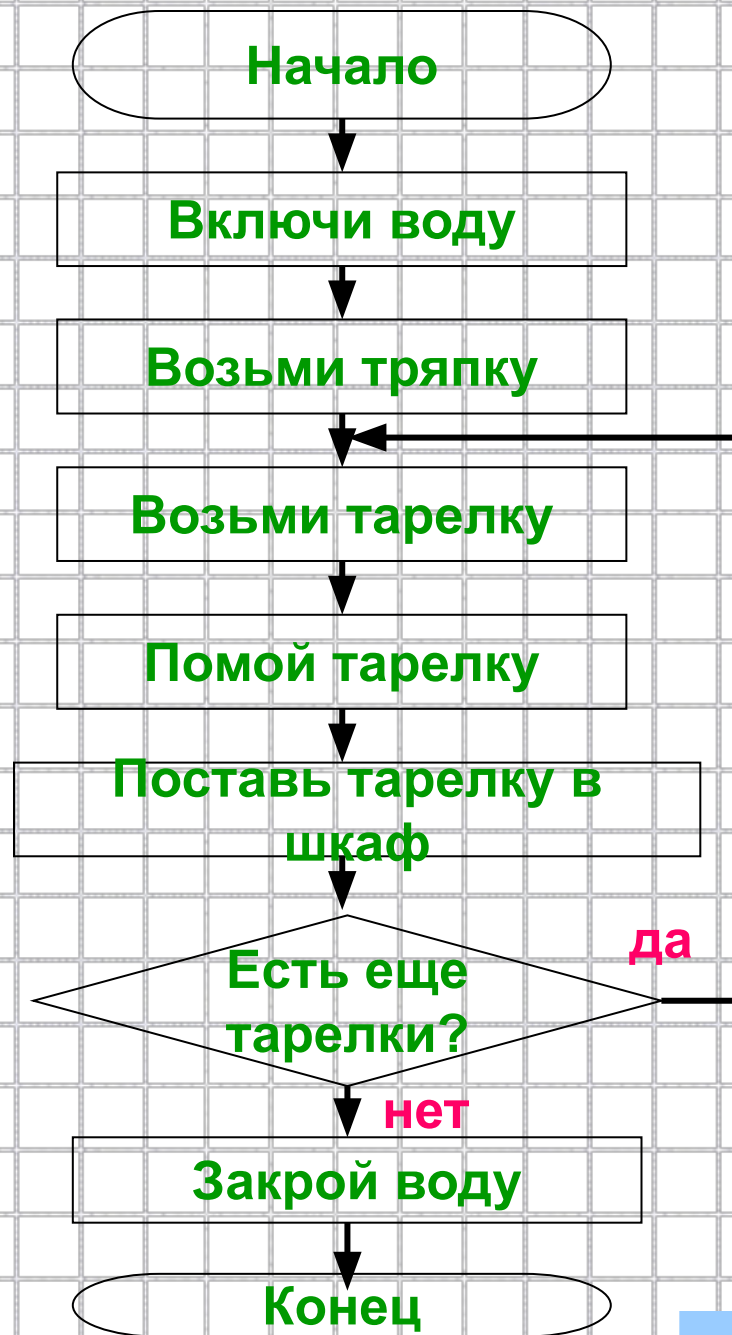 Начало
Включи воду
Возьми тряпку
Возьми тарелку
Помой тарелку
Поставь тарелку в
шкаф
да
Есть еще
тарелки?
нет
Закрой воду
Конец